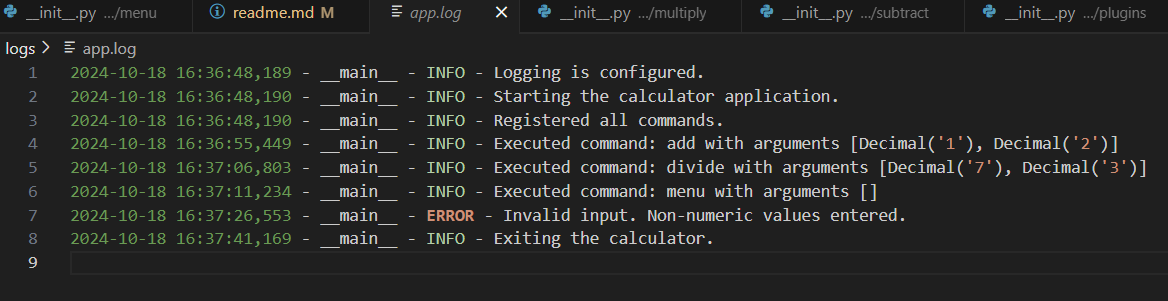 __init__.py .../menu
readme.md M
app.log
__init__.py .../multiply
__init__.py .../subtract
__init__.py .../plugins
logs > app.log
1 2024-10-18 16:36:48,189 - __main__ - INFO - Logging is configured.
2 2024-10-18 16:36:48,190 - __main__ - INFO - Starting the calculator application.
3 2024-10-18 16:36:48,190 - __main__ - INFO - Registered all commands.
4 2024-10-18 16:36:55,449 - __main__ - INFO - Executed command: add with arguments [Decimal('1'), Decimal('2')]
5 2024-10-18 16:37:06,803 - __main__ - INFO - Executed command: divide with arguments [Decimal('7'), Decimal('3')]
6 2024-10-18 16:37:11,234 - __main__ - INFO - Executed command: menu with arguments []
7 2024-10-18 16:37:26,553 - __main__ - ERROR - Invalid input. Non-numeric values entered.
8 2024-10-18 16:37:41,169 - __main__ - INFO - Exiting the calculator.
9